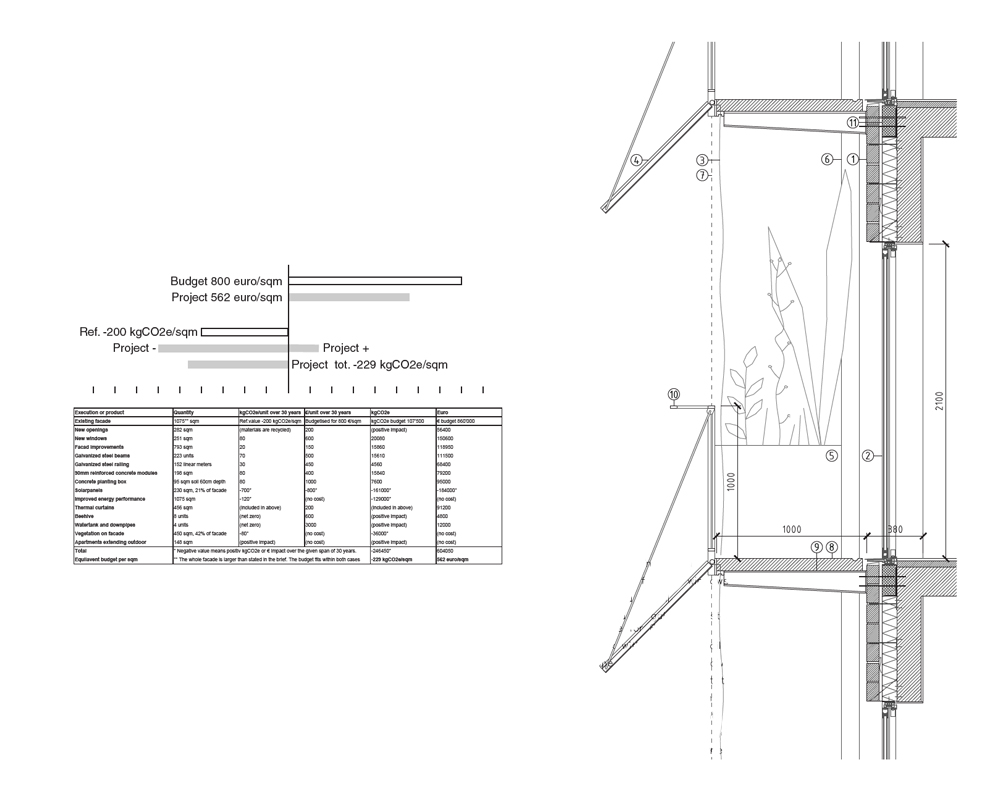 Budget 800 euro/sqm
Project 562 euro/sqm
Ref. -200 kgCO2e/sqm
Project - Project +
Project tot. -229 kgCO2e/sqm
Execution or product Quantity kgCO2e/unit over 30 years €/unit over 30 years kgCO2e Euro
Existing facade 1075** sqm Ref value -200 kgCO2e/sqm Budgetised for 800 €/sqm kgCO2e budget 107'500 € budget 860'000
New openings 282 sqm (materials are recycled) 200 (positive impact) 56400
New windows 251 sqm 80 600 20080 150600
Facad improvements 793 sqm 20 150 15860 118950
Galvanized steel beams 223 units 70 500 15610 111500
Galvanized steel railing 152 linear meters 30 450 4560 68400
90mm reinforced concrete modules 198 sqm 80 400 15840 79200
Concrete planting box 95 sqm soil 60cm depth 80 1000 7600 95000
Solarpanels 230 sqm, 21% of facade -700* -800* -161000* -184000*
Improved energy performance 1075 sqm -120* (no cost) -129000* (no cost)
Thermal curtains 456 sqm (included in above) 200 (included in above) 91200
Beehive 8 units (net zero) 600 (positive impact) 4800
Watertank and downpipes 4 units (net zero) 3000 (positive impact) 12000
Vegetation on facade 450 sqm, 42% of facade -80* (no cost) -36000* (no cost)
Apartments extending outdoor 146 sqm (positive impact) (no cost) (positive impact) (no cost)
Total * Negative value means positiv kgCO2 or € impact over the given span of 30 years. -246450* 604050
Equilavent budget per sqm ** The whole facade is larger than stated in the brief. The budget fits within both cases -229 kgCO2e/sqm 562 euro/sqm
11
4
3
6
1
7
10
2100
5
2
1000
1000
380
9
8